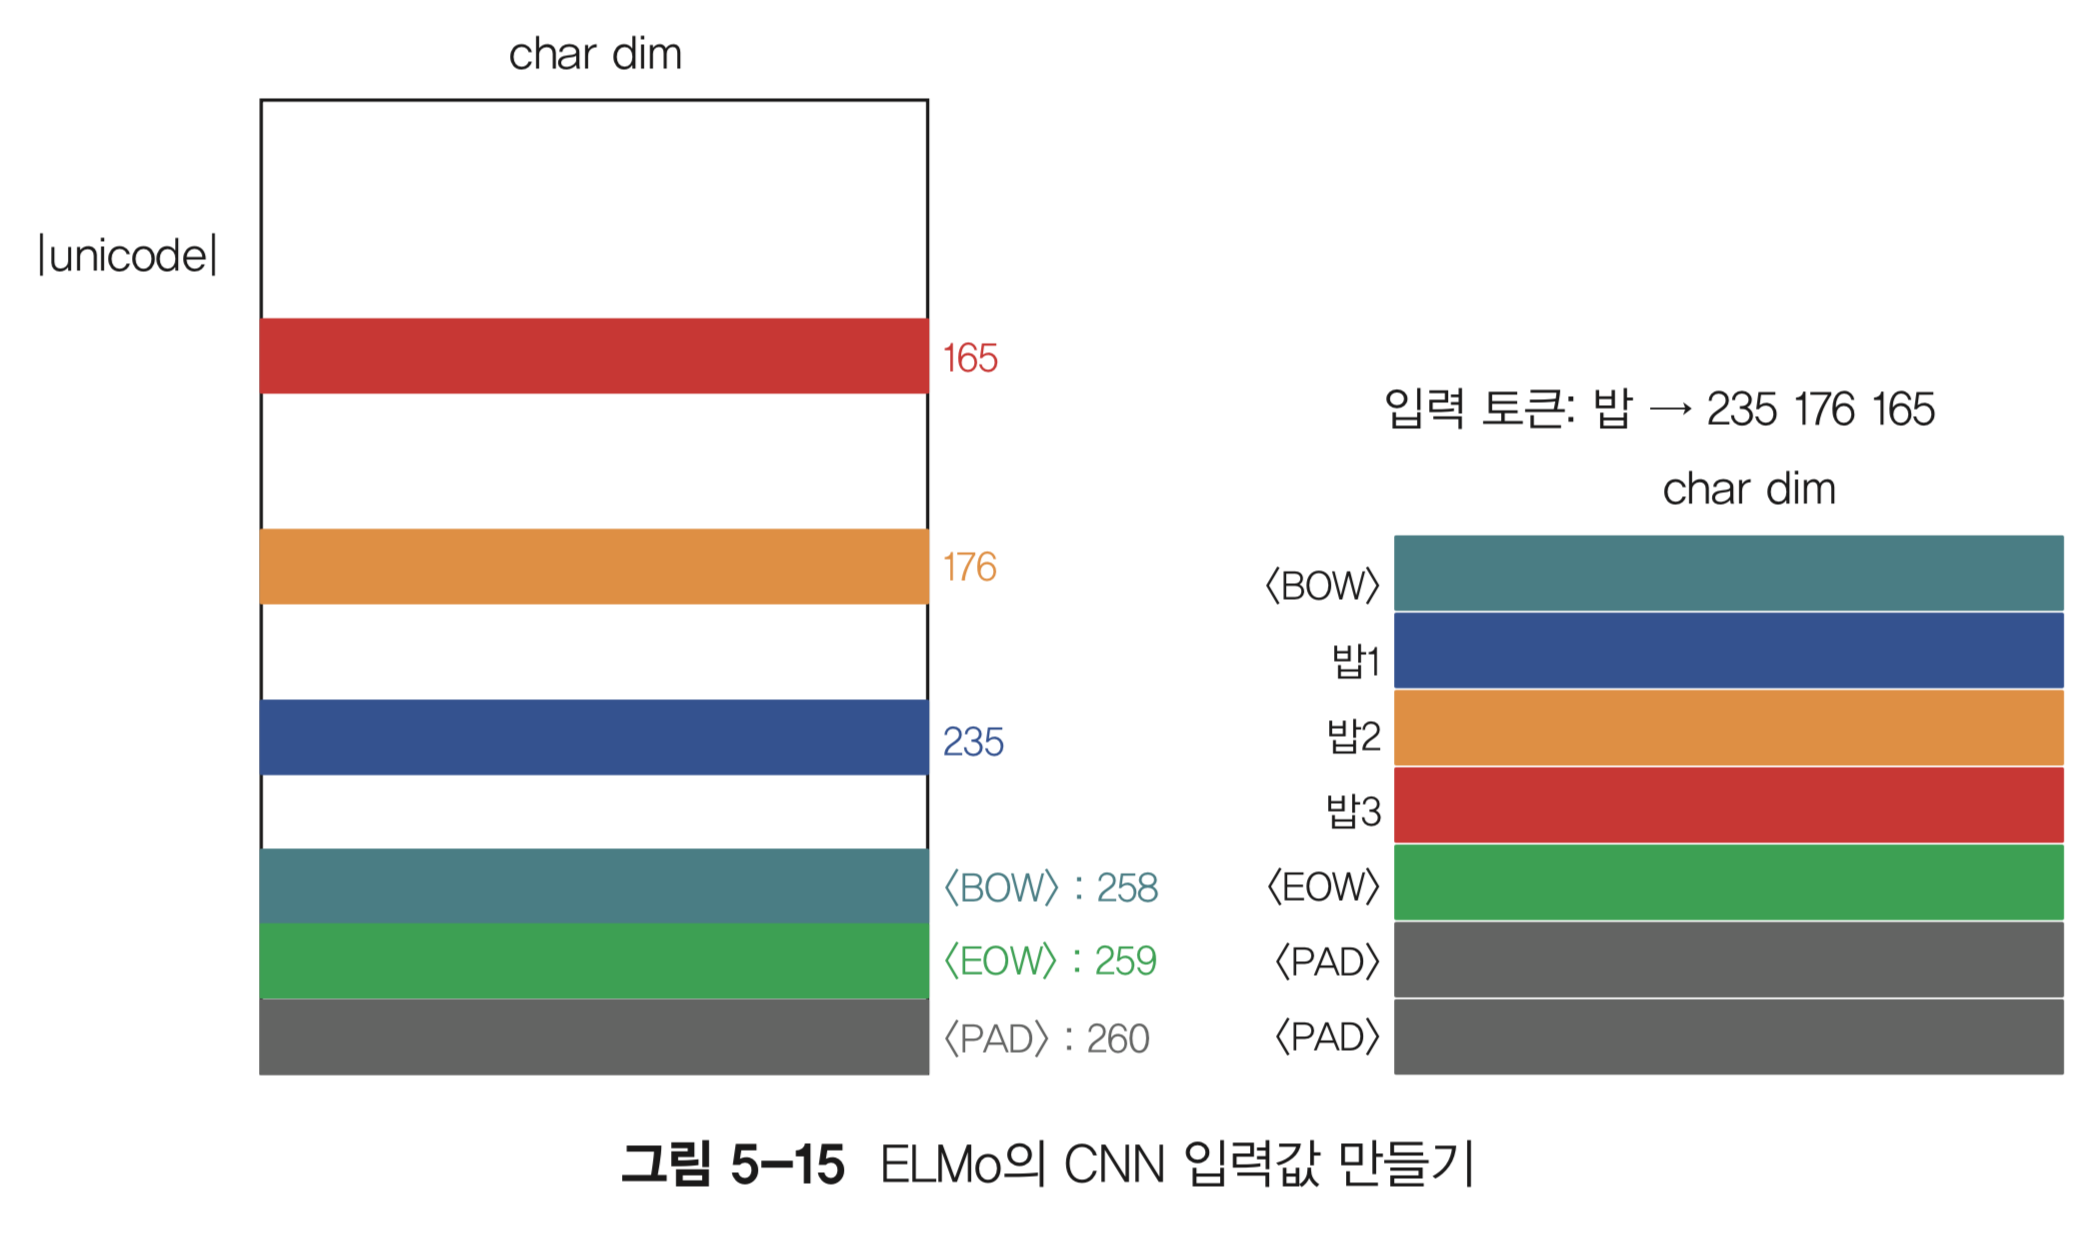 char dim
|unicode|
165
176
235
〈BOW〉 : 258
〈EOW〉 : 259
〈PAD〉 : 260
입력 토큰: 밥 → 235 176 165
char dim
〈BOW〉
밥1
밥2
밥3
〈EOW〉
〈PAD〉
〈PAD〉
그림 5–15 ELMo의 CNN 입력값 만들기